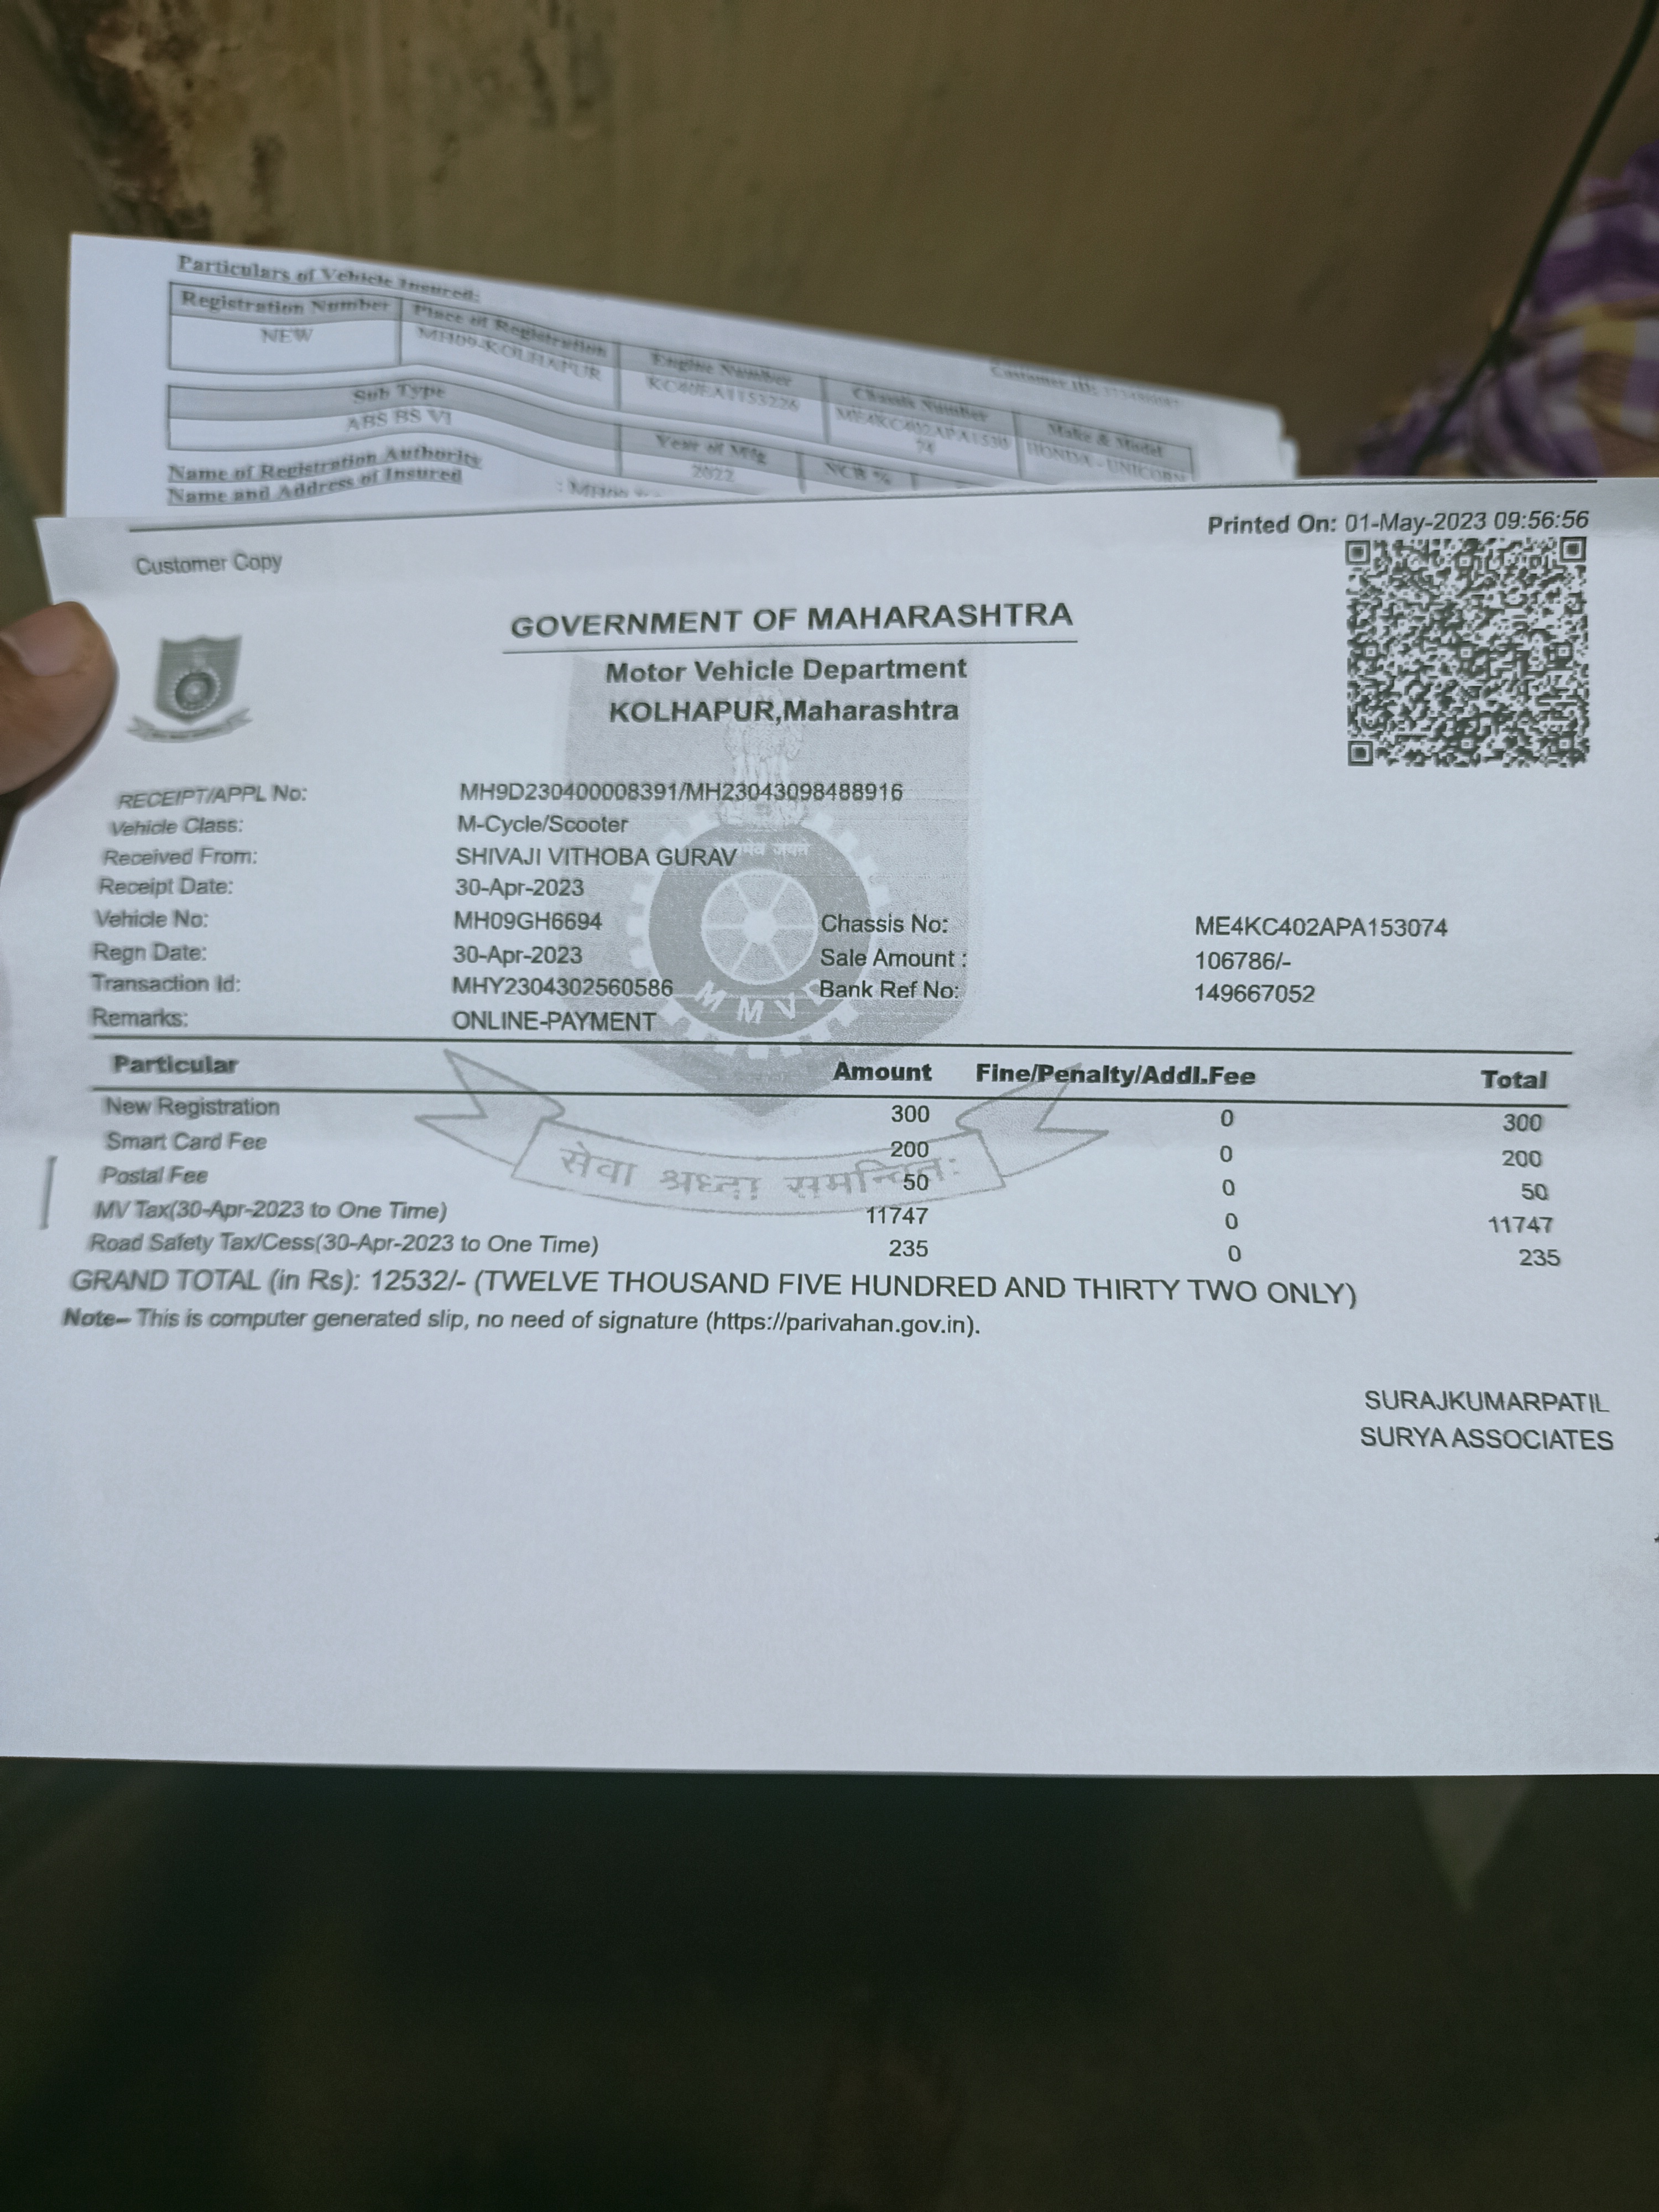 Particulars of Vehicle Insured:
Registration Number Place of Registration Engine Number Chassis Number Make & Model
NEW MH09-KOLHAPUR KC40EA1153226 ME4KC402APA1530
74 HONDA - UNICORN
Customer ID:
Sub Type Year of Mfg NCB %
ABS BS VI 2022
Name of Registration Authority
Name and Address of Insured
Printed On: 01-May-2023 09:56:56
Customer Copy
GOVERNMENT OF MAHARASHTRA
Motor Vehicle Department
KOLHAPUR,Maharashtra
RECEIPT/APPL No: MH9D230400008391/MH23043098488916
Vehicle Class: M-Cycle/Scooter
Received From: SHIVAJI VITHOBA GURAV
Receipt Date: 30-Apr-2023
Vehicle No: MH09GH6694 Chassis No: ME4KC402APA153074
Regn Date: 30-Apr-2023 Sale Amount : 106786/-
Transaction Id: MHY2304302560586 Bank Ref No: 149667052
Remarks: ONLINE-PAYMENT
Particular Amount Fine/Penalty/Addl.Fee Total
New Registration 300 0 300
Smart Card Fee 200 0 200
Postal Fee 50 0 50
MV Tax(30-Apr-2023 to One Time) 11747 0 11747
Road Safety Tax/Cess(30-Apr-2023 to One Time) 235 0 235
GRAND TOTAL (in Rs): 12532/- (TWELVE THOUSAND FIVE HUNDRED AND THIRTY TWO ONLY)
Note– This is computer generated slip, no need of signature (https://parivahan.gov.in).
SURAJKUMARPATIL
SURYA ASSOCIATES
सत्यमेव जयते
M M V D
सेवा श्रध्दा समन्वितः